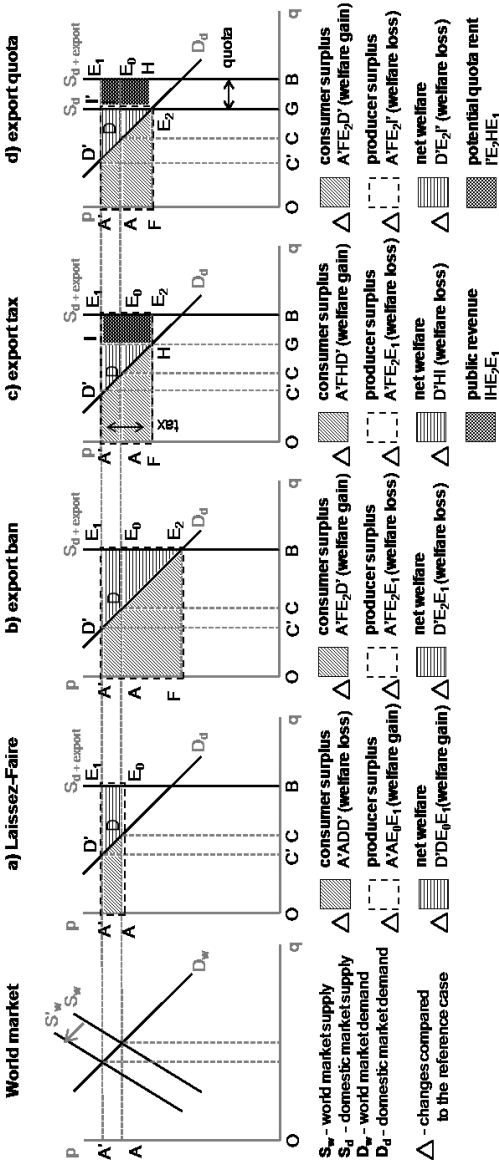 World market
p
S'w
Sw
A'
A
Dw
O
q
Sw – world market supply
Sd – domestic market supply
Dw – world market demand
Dd – domestic market demand
△ – changes compared
to the reference case
a) Laissez-Faire
p
Sd + export
A'
D'
E1
A
D
E0
Dd
O
C'
C
B
q
△ consumer surplus
A'ADD' (welfare loss)
△ producer surplus
A'AE0E1 (welfare gain)
△ net welfare
D'DE0E1 (welfare gain)
b) export ban
p
Sd + export
A'
D'
E1
A
D
E0
F
E2
Dd
O
C'
C
B
q
△ consumer surplus
A'FE2D' (welfare gain)
△ producer surplus
A'FE2E1 (welfare loss)
△ net welfare
D'E2E1 (welfare loss)
c) export tax
p
Sd + export
A'
D'
I
E1
A
D
E0
tax
F
H
E2
Dd
O
C'
C
G
B
q
△ consumer surplus
A'FHD' (welfare gain)
△ producer surplus
A'FE2E1 (welfare loss)
△ net welfare
D'HI (welfare loss)
public revenue
IHE2E1
d) export quota
p
Sd
Sd + export
A'
D'
I'
E1
A
D
E0
F
E2
H
Dd
quota
O
C'
C
G
B
q
△ consumer surplus
A'FE2D' (welfare gain)
△ producer surplus
A'FE2I' (welfare loss)
△ net welfare
D'E2I' (welfare loss)
potential quota rent
I'E2HE1